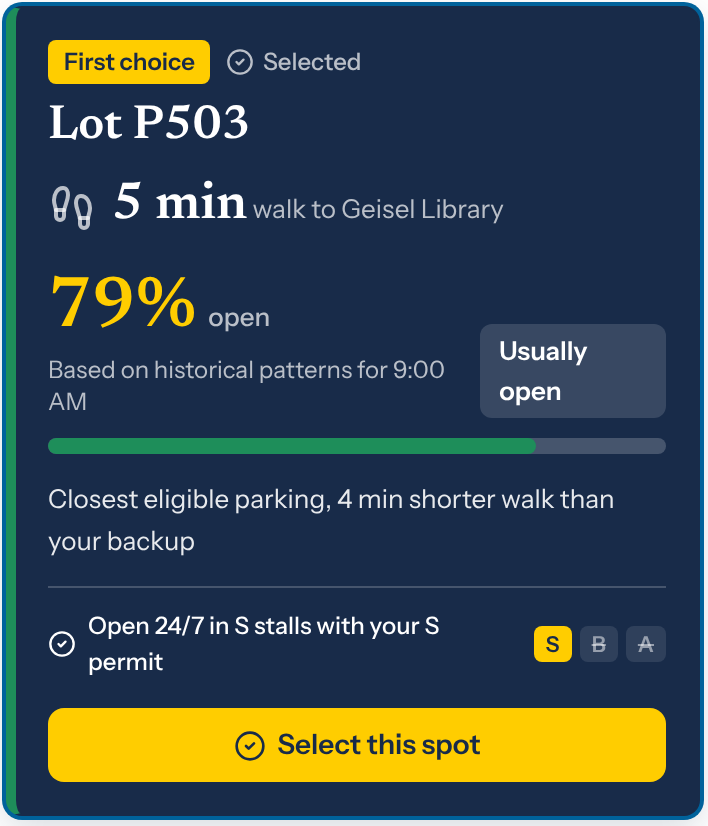 First choice Selected
Lot P503
5 min walk to Geisel Library
79% open
Based on historical patterns for 9:00
AM
Usually
open
Closest eligible parking, 4 min shorter walk than
your backup
Open 24/7 in S stalls with your S
permit
S B A
Select this spot